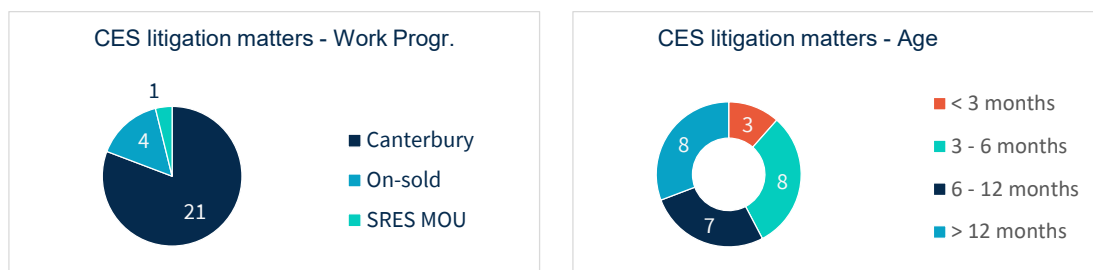 CES litigation matters - Work Progr.
1
4
21
Canterbury
On-sold
SRES MOU
CES litigation matters - Age
3
8
7
8
< 3 months
3 - 6 months
6 - 12 months
> 12 months